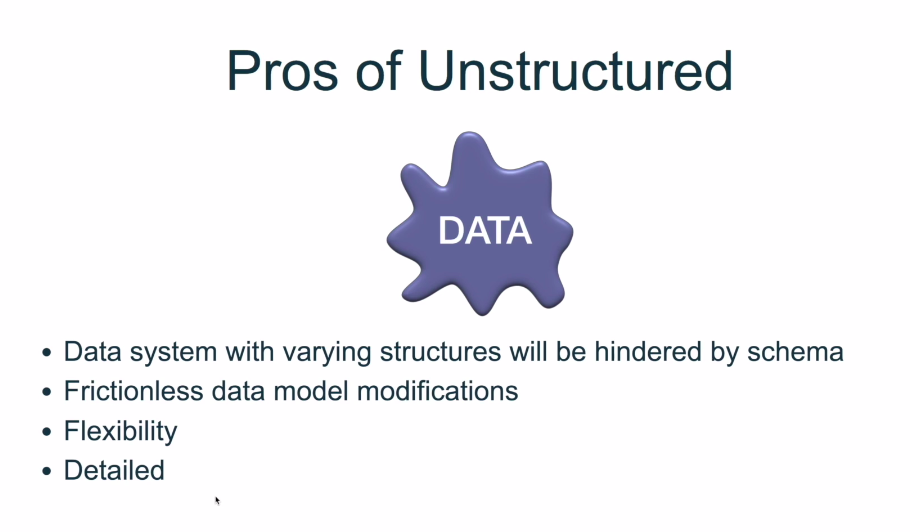 Pros of Unstructured
DATA
• Data system with varying structures will be hindered by schema
• Frictionless data model modifications
• Flexibility
• Detailed